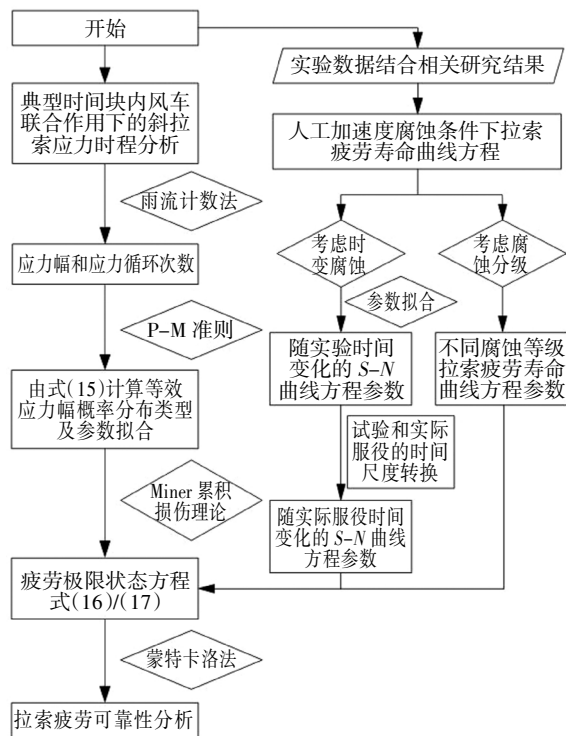 开始
典型时间块内风车
联合作用下的斜拉
索应力时程分析
雨流计数法
应力幅和应力循环次数
P-M 准则
由式(15)计算等效
应力幅概率分布类型
及参数拟合
Miner 累积
损伤理论
疲劳极限状态方程
式(16)/(17)
蒙特卡洛法
拉索疲劳可靠性分析
实验数据结合相关研究结果
人工加速度腐蚀条件下拉索
疲劳寿命曲线方程
考虑时
变腐蚀
考虑腐
蚀分级
参数拟合
随实验时间
变化的 S-N
曲线方程参数
不同腐蚀等级
拉索疲劳寿命
曲线方程参数
试验和实际
服役的时间
尺度转换
随实际服役时间
变化的 S-N 曲线
方程参数